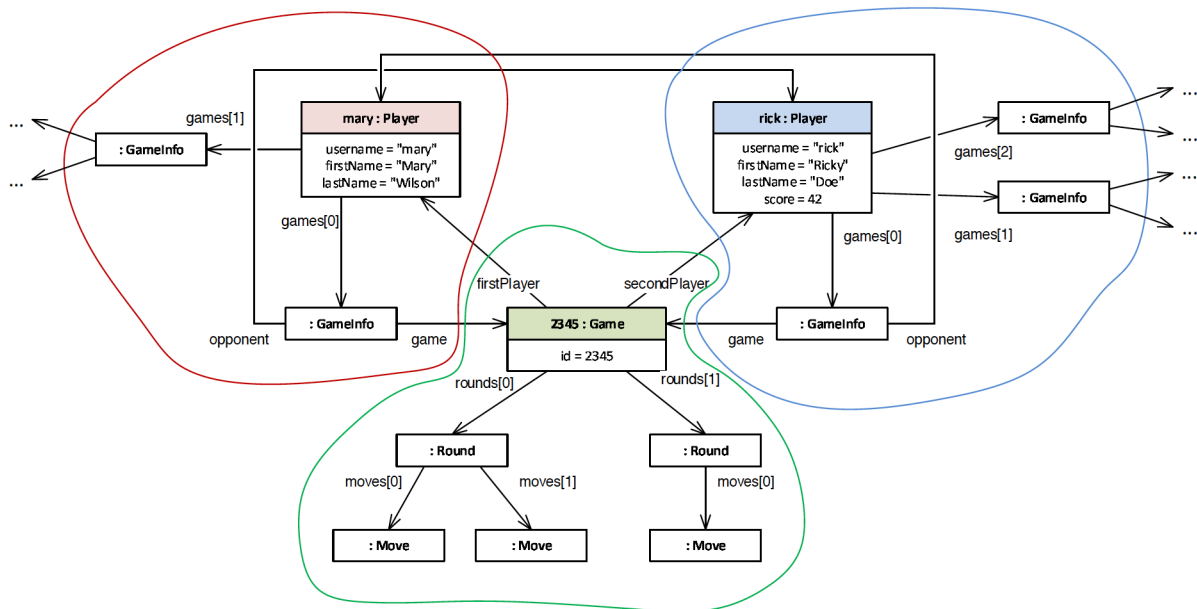 mary : Player
username = "mary"
firstName = "Mary"
lastName = "Wilson"
games[1]
: GameInfo
...
...
games[0]
: GameInfo
opponent
game
rick : Player
username = "rick"
firstName = "Ricky"
lastName = "Doe"
score = 42
: GameInfo
games[2]
...
...
: GameInfo
games[1]
...
...
games[0]
: GameInfo
game
opponent
firstPlayer
secondPlayer
2345 : Game
id = 2345
rounds[0]
rounds[1]
: Round
: Round
moves[0]
moves[1]
moves[0]
: Move
: Move
: Move